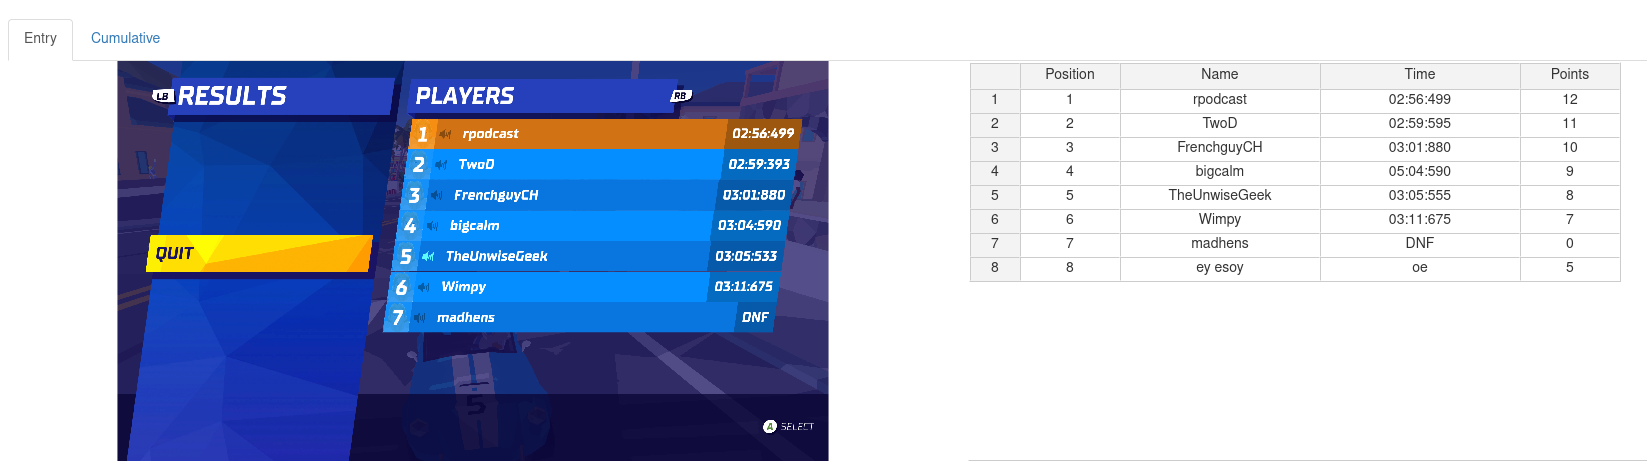 Entry Cumulative
LB RESULTS
QUIT
PLAYERS RB
1 rpodcast 02:56:499
2 TwoD 02:59:393
3 FrenchguyCH 03:01:880
4 bigcalm 03:04:590
5 TheUnwiseGeek 03:05:533
6 Wimpy 03:11:675
7 madhens DNF
5
A SELECT
Position Name Time Points
1 1 rpodcast 02:56:499 12
2 2 TwoD 02:59:595 11
3 3 FrenchguyCH 03:01:880 10
4 4 bigcalm 05:04:590 9
5 5 TheUnwiseGeek 03:05:555 8
6 6 Wimpy 03:11:675 7
7 7 madhens DNF 0
8 8 ey esoy oe 5